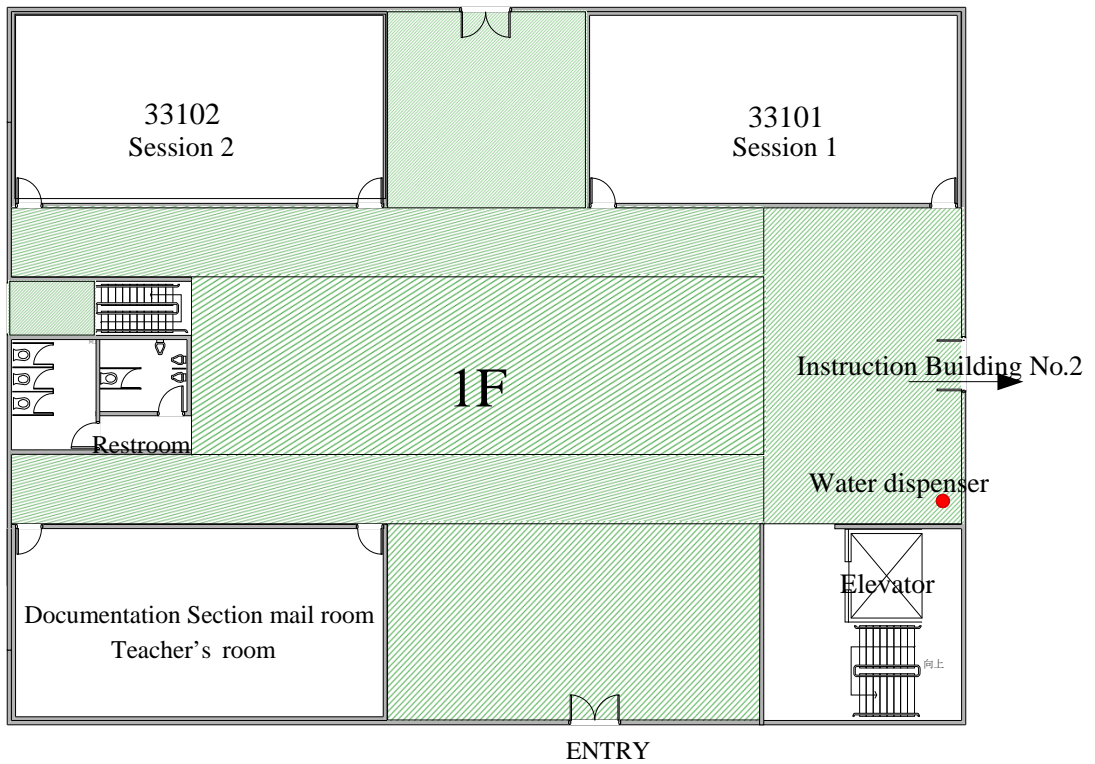 33102
Session 2
33101
Session 1
1F
Instruction Building No.2
Restroom
Water dispenser
Elevator
Documentation Section mail room
Teacher’s room
向上
ENTRY